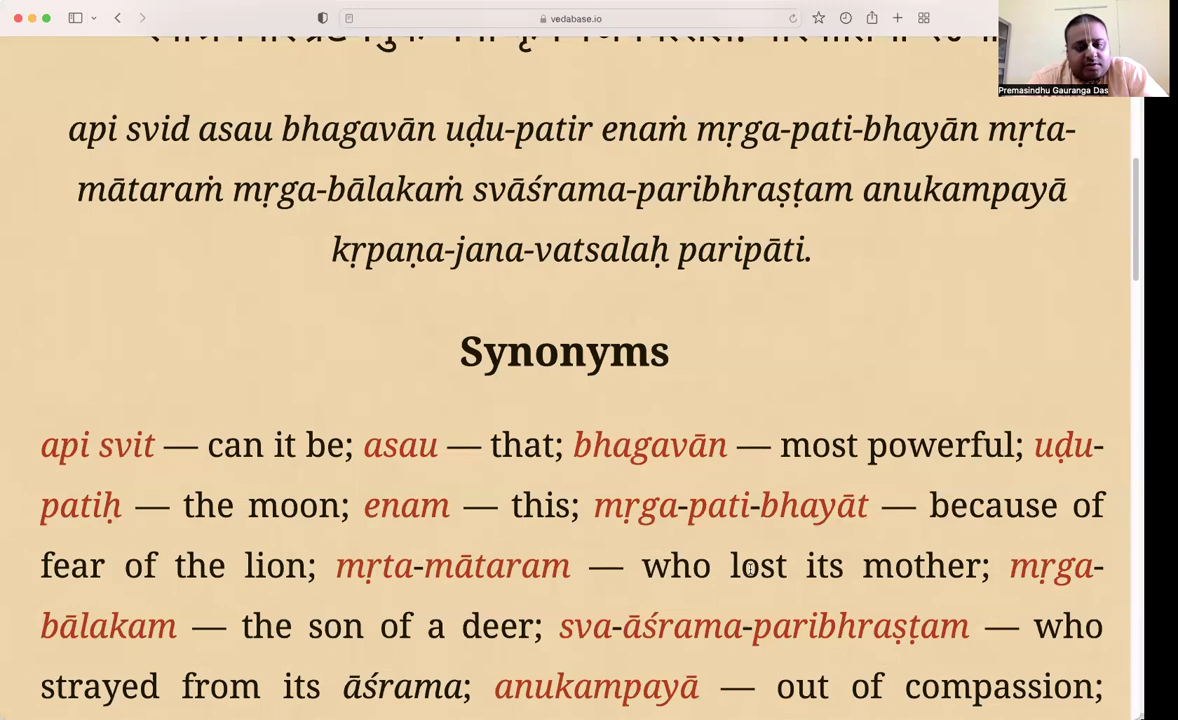 vedabase.io
Premasindhu Gauranga Das
api svid asau bhagavān uḍu-patir enaṁ mṛga-pati-bhayān mṛta-
mātaraṁ mṛga-bālakaṁ svāśrama-paribhraṣṭam anukampayā
kṛpaṇa-jana-vatsalaḥ paripāti.
Synonyms
api svit — can it be; asau — that; bhagavān — most powerful; uḍu-
patiḥ — the moon; enam — this; mṛga-pati-bhayāt — because of
fear of the lion; mṛta-mātaram — who lost its mother; mṛga-
bālakam — the son of a deer; sva-āśrama-paribhraṣṭam — who
strayed from its āśrama; anukampayā — out of compassion;